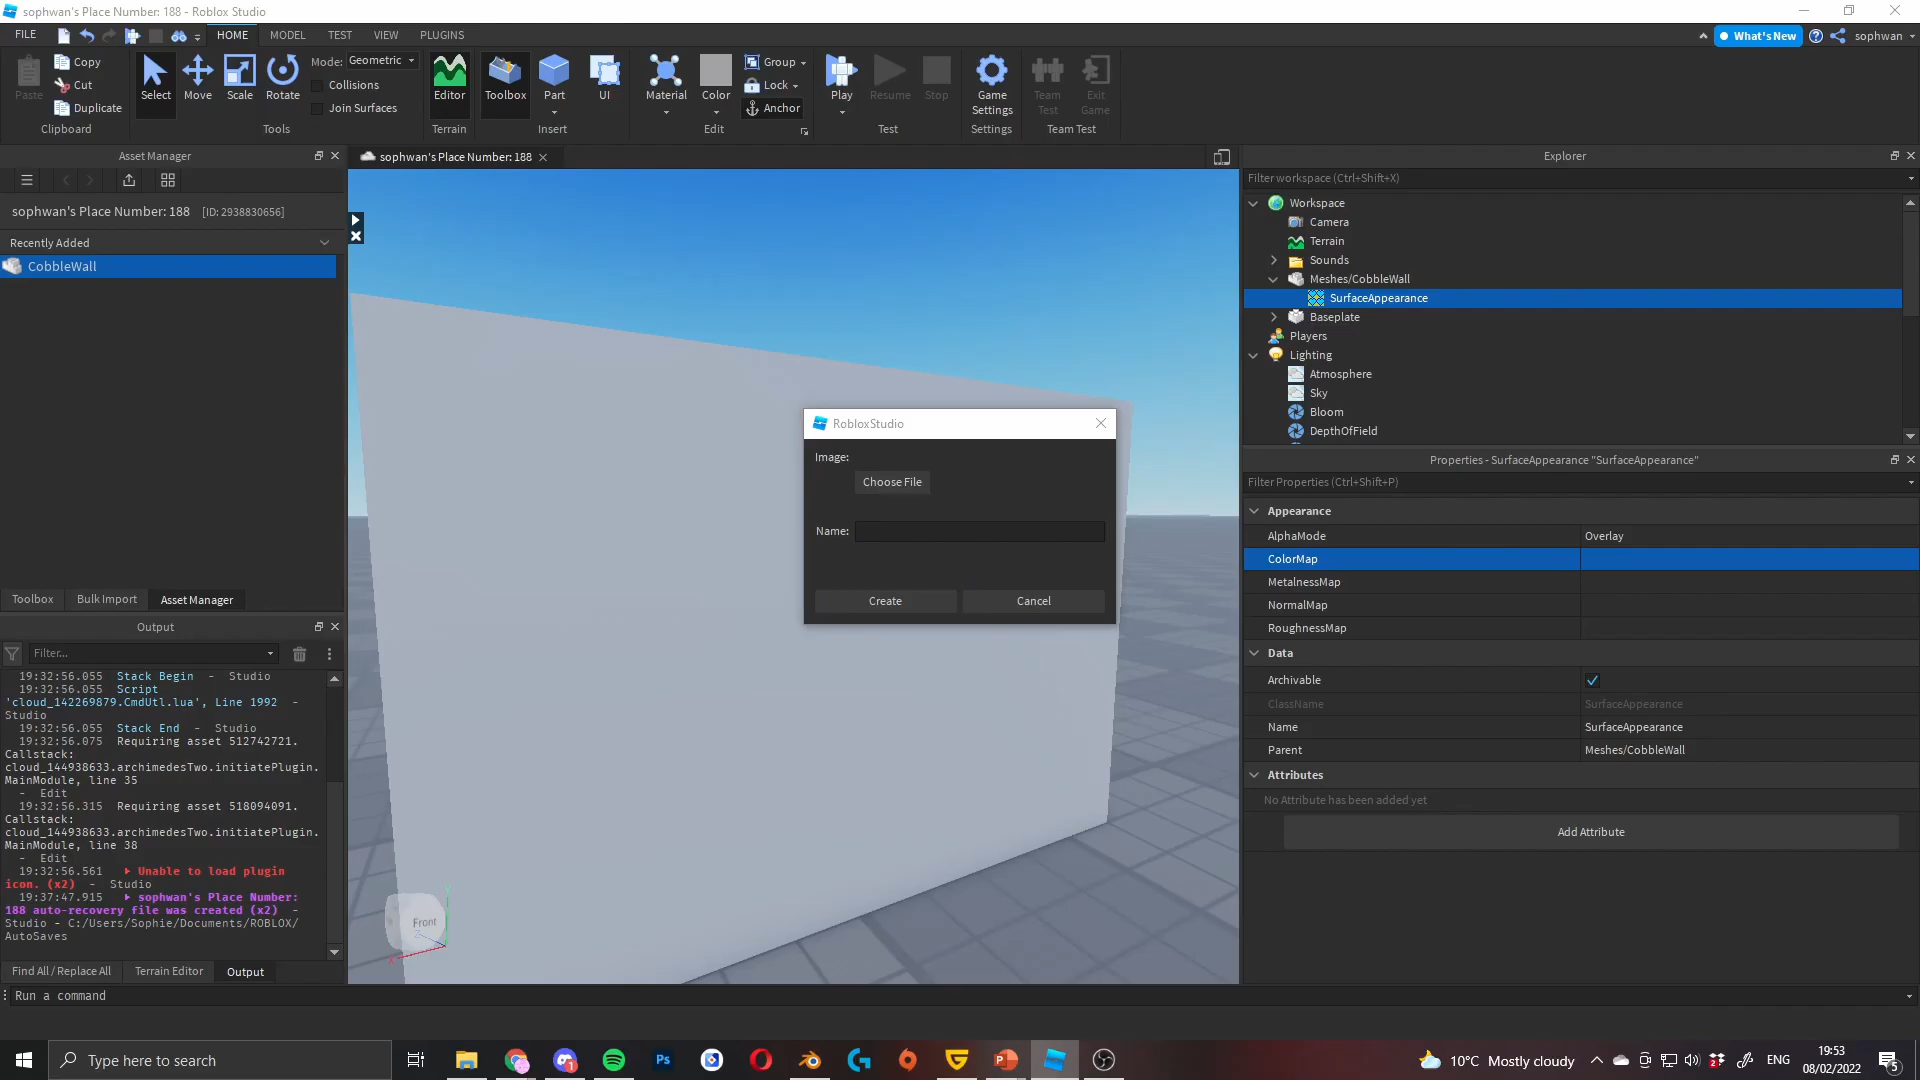 sophwan's Place Number: 188 - Roblox Studio
FILE
HOME
MODEL
TEST
VIEW
PLUGINS
What's New
sophwan
Paste
Copy
Cut
Duplicate
Clipboard
Select
Move
Scale
Rotate
Mode: Geometric
Collisions
Join Surfaces
Tools
Editor
Terrain
Toolbox
Part
UI
Insert
Material
Color
Group
Lock
Anchor
Edit
Play
Resume
Stop
Test
Game Settings
Settings
Team Test
Exit Game
Team Test
Asset Manager
sophwan's Place Number: 188 [ID: 2938830656]
Recently Added
CobbleWall
Toolbox
Bulk Import
Asset Manager
Output
Filter...
19:32:56.055 Stack Begin - Studio
19:32:56.055 Script
'cloud_142269879.CmdUtl.lua', Line 1992 -
Studio
19:32:56.055 Stack End - Studio
19:32:56.075 Requiring asset 512742721.
Callstack:
cloud_144938633.archimedesTwo.initiatePlugin.
MainModule, line 35
- Edit
19:32:56.315 Requiring asset 518094091.
Callstack:
cloud_144938633.archimedesTwo.initiatePlugin.
MainModule, line 38
- Edit
19:32:56.561 Unable to load plugin
icon. (x2) - Studio
19:37:47.915 sophwan's Place Number:
188 auto-recovery file was created (x2) -
Studio - C:/Users/Sophie/Documents/ROBLOX/
AutoSaves
Find All / Replace All
Terrain Editor
Output
Run a command
sophwan's Place Number: 188
Front
RobloxStudio
Image:
Choose File
Name:
Create
Cancel
Explorer
Filter workspace (Ctrl+Shift+X)
Workspace
Camera
Terrain
Sounds
Meshes/CobbleWall
SurfaceAppearance
Baseplate
Players
Lighting
Atmosphere
Sky
Bloom
DepthOfField
Properties - SurfaceAppearance "SurfaceAppearance"
Filter Properties (Ctrl+Shift+P)
Appearance
AlphaMode Overlay
ColorMap
MetalnessMap
NormalMap
RoughnessMap
Data
Archivable
ClassName SurfaceAppearance
Name SurfaceAppearance
Parent Meshes/CobbleWall
Attributes
No Attribute has been added yet
Add Attribute
Type here to search
Ps
10°C Mostly cloudy
ENG
19:53
08/02/2022
5